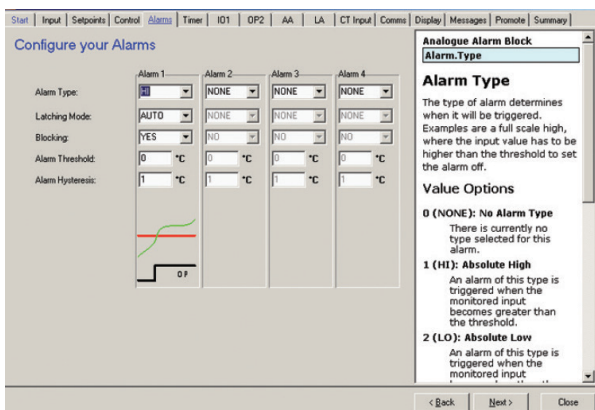 Start Input Setpoints Control Alarms Timer IO1 OP2 AA LA CT Input Comms Display Messages Promote Summary
Configure your Alarms
Alarm 1 Alarm 2 Alarm 3 Alarm 4
Alarm Type: HI NONE NONE NONE
Latching Mode: AUTO NONE NONE NONE
Blocking: YES NO NO NO
Alarm Threshold: 0 °C 0 °C 0 °C 0 °C
Alarm Hysteresis: 1 °C 1 °C 1 °C 1 °C
OP
Analogue Alarm Block
Alarm.Type
Alarm Type
The type of alarm determines
when it will be triggered.
Examples are a full scale high,
where the input value has to be
higher than the threshold to set
the alarm off.
Value Options
0 (NONE): No Alarm Type
There is currently no
type selected for this
alarm.
1 (HI): Absolute High
An alarm of this type is
triggered when the
monitored input
becomes greater than
the threshold.
2 (LO): Absolute Low
An alarm of this type is
triggered when the
monitored input
< Back Next > Close